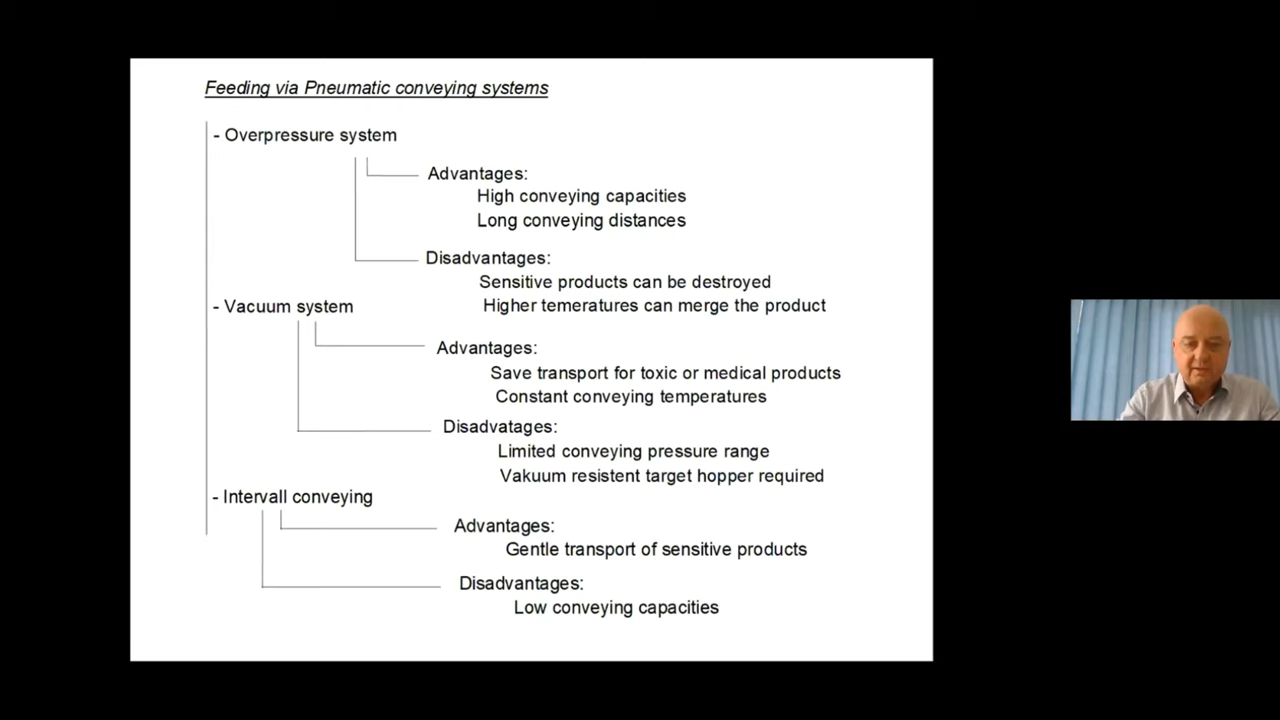 Feeding via Pneumatic conveying systems
- Overpressure system
Advantages:
High conveying capacities
Long conveying distances
Disadvantages:
Sensitive products can be destroyed
Higher temeratures can merge the product
- Vacuum system
Advantages:
Save transport for toxic or medical products
Constant conveying temperatures
Disadvatages:
Limited conveying pressure range
Vakuum resistent target hopper required
- Intervall conveying
Advantages:
Gentle transport of sensitive products
Disadvantages:
Low conveying capacities